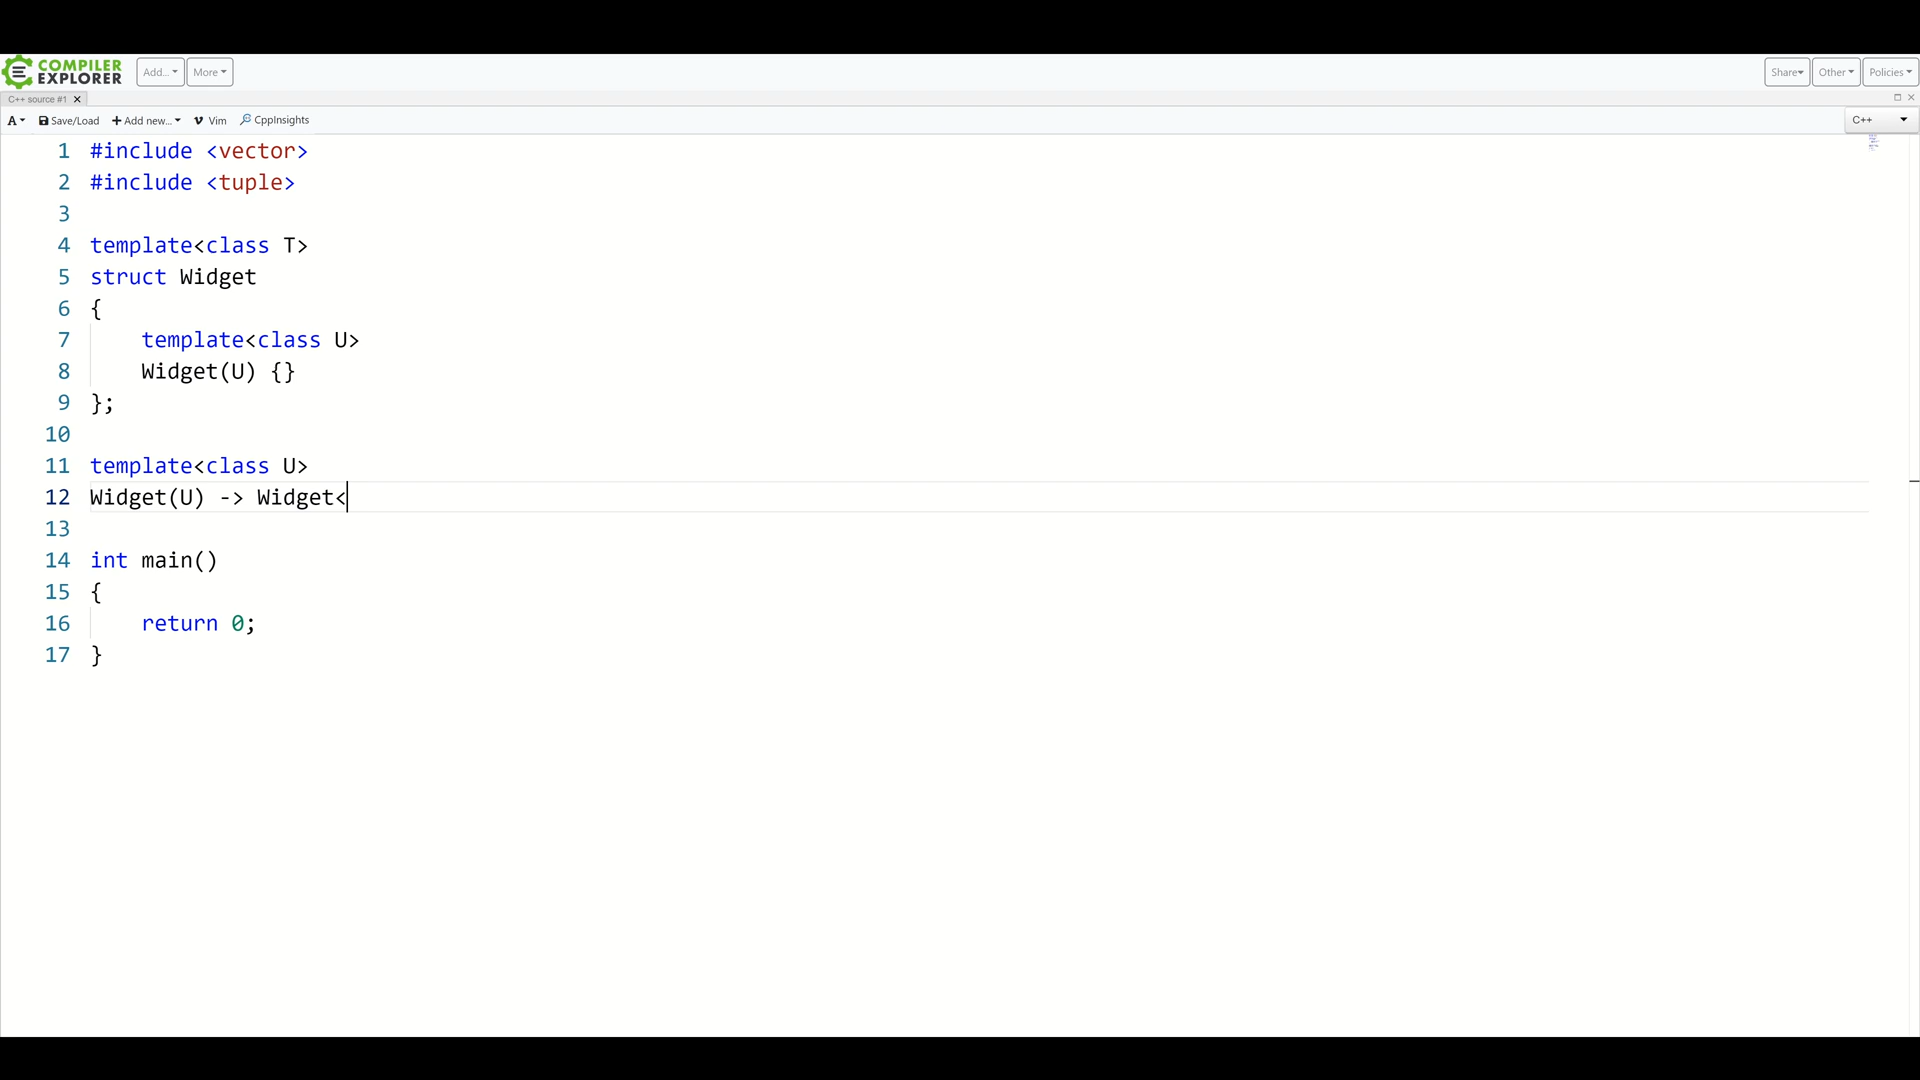 COMPILER
EXPLORER
Add...
More
Share
Other
Policies
C++ source #1
A
Save/Load
Add new...
Vim
CppInsights
C++
1 #include <vector>
2 #include <tuple>
3
4 template<class T>
5 struct Widget
6 {
7     template<class U>
8     Widget(U) {}
9 };
10
11 template<class U>
12 Widget(U) -> Widget<
13
14 int main()
15 {
16     return 0;
17 }